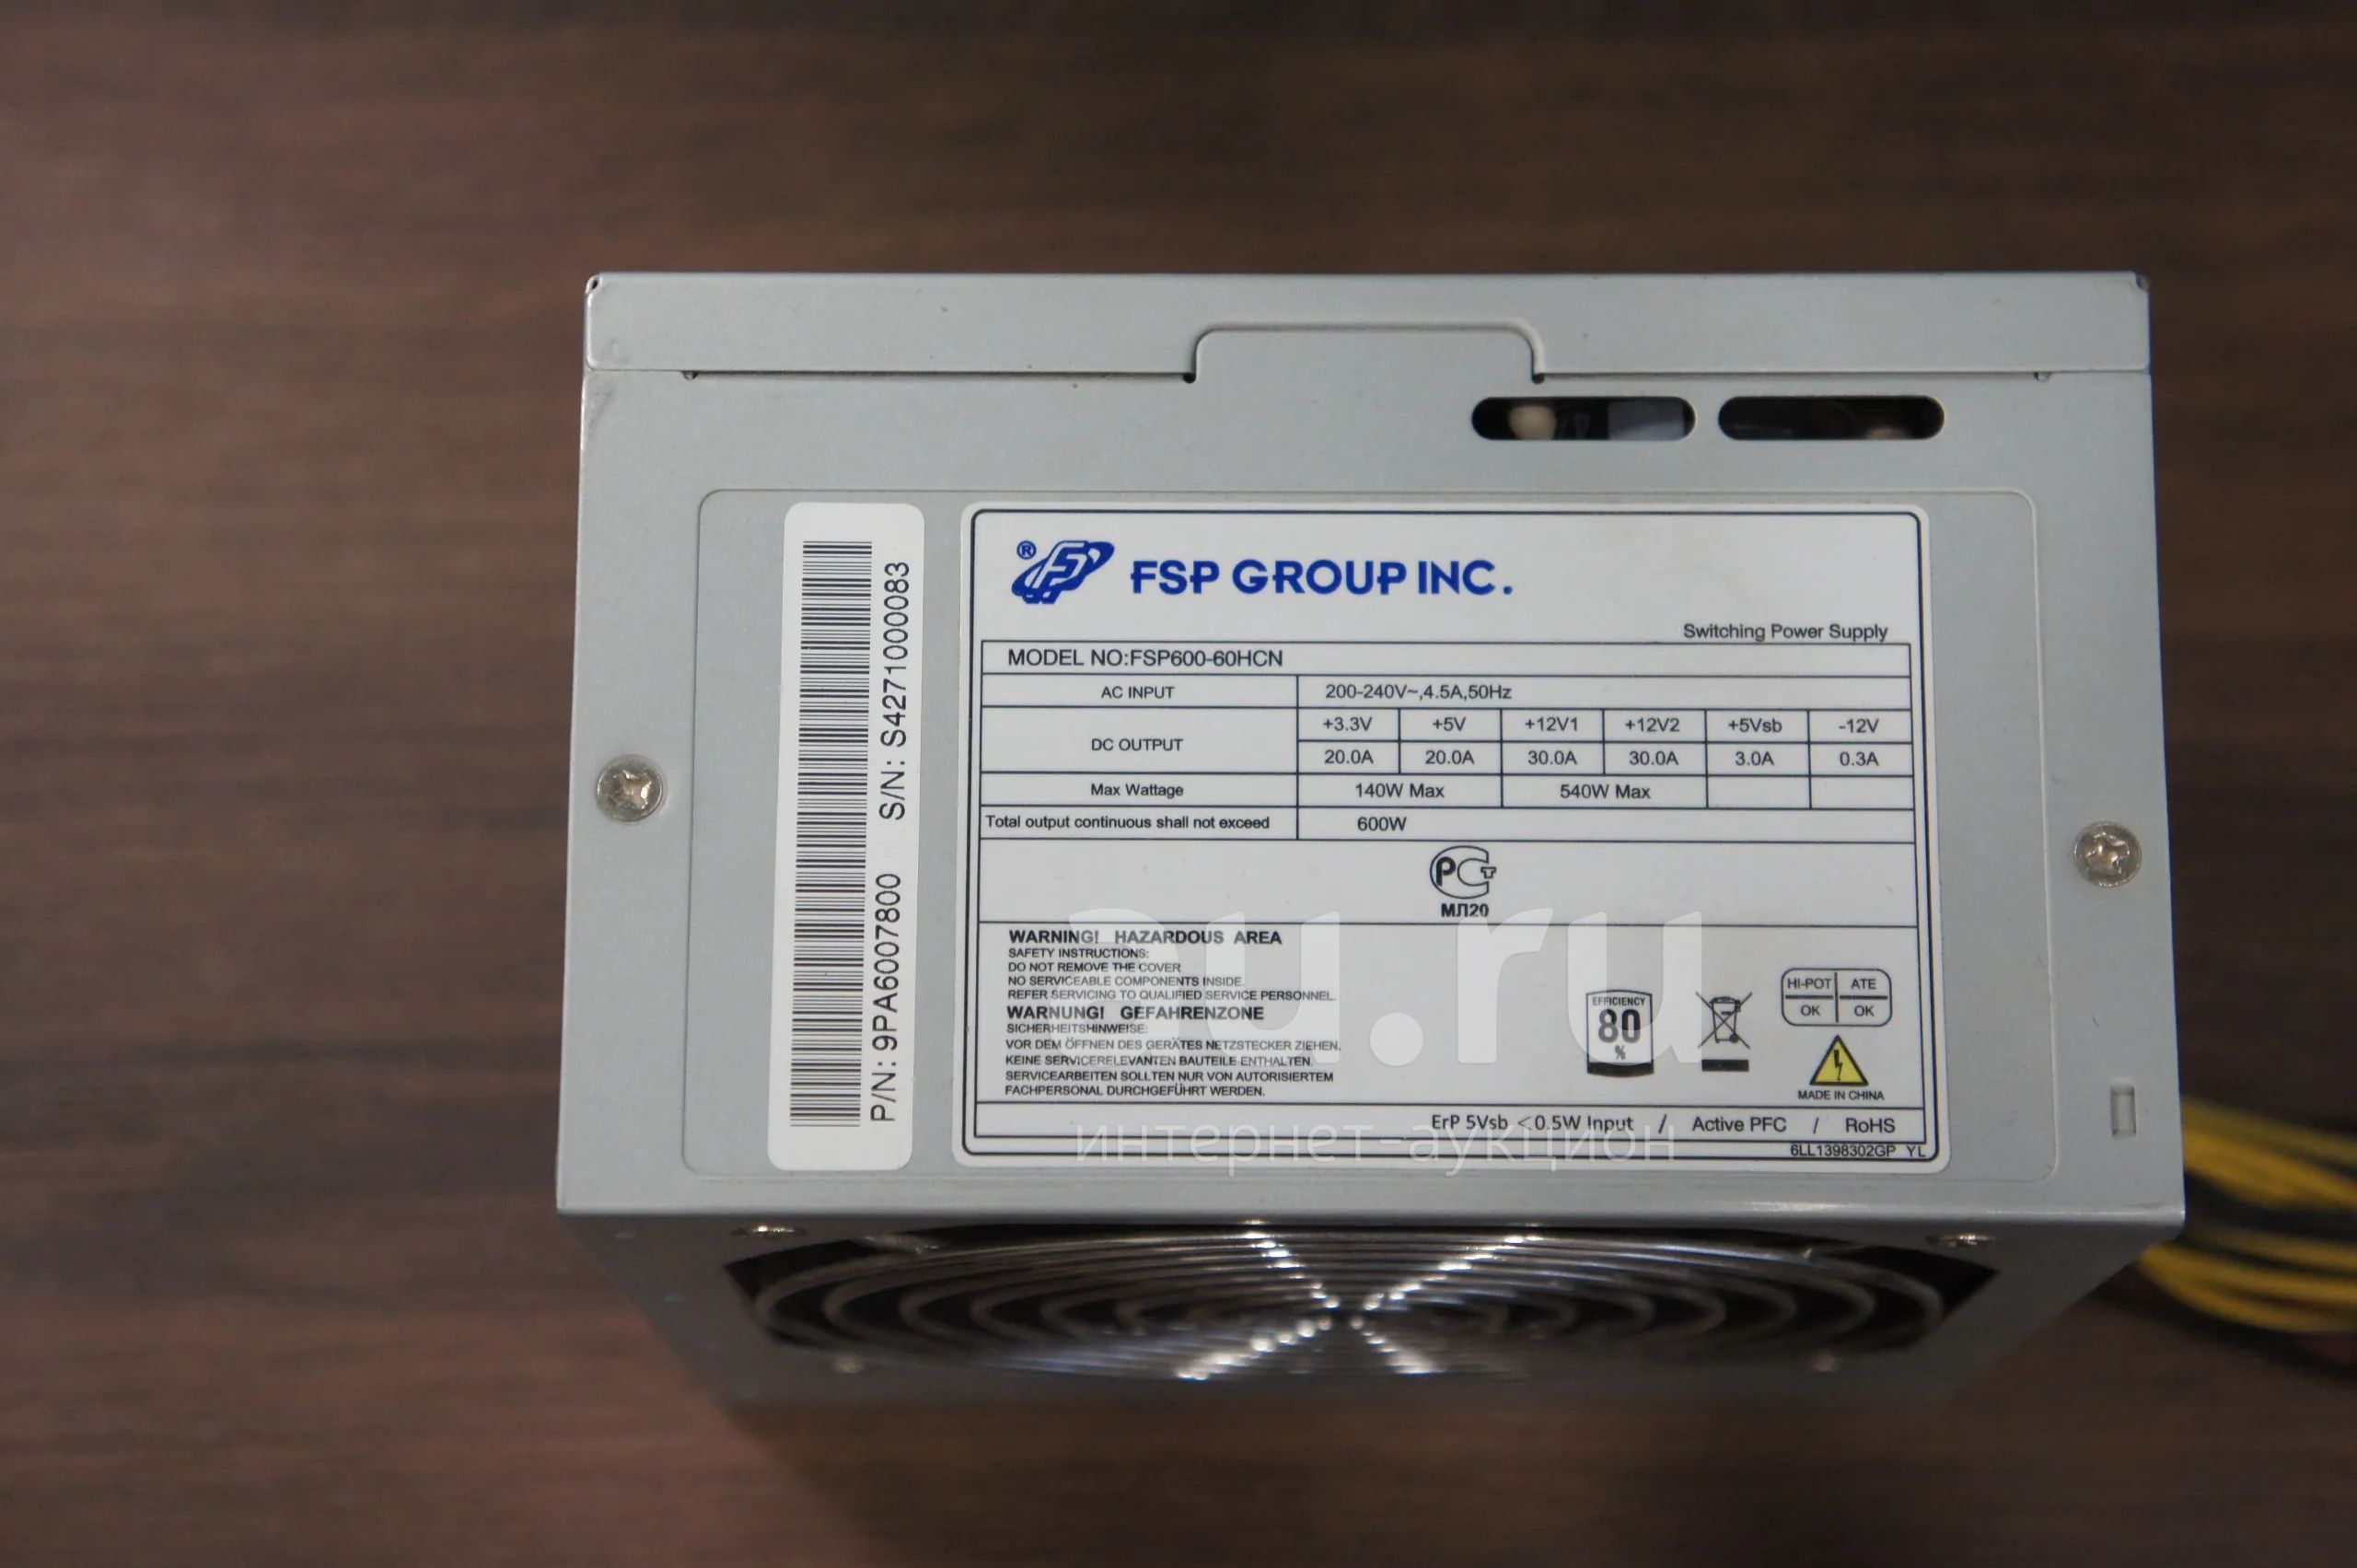 P/N: 9PA6007800 S/N: S4271000083
® FSP GROUP INC.
Switching Power Supply
MODEL NO:FSP600-60HCN
AC INPUT 200-240V~,4.5A,50Hz
DC OUTPUT
+3.3V +5V +12V1 +12V2 +5Vsb -12V
20.0A 20.0A 30.0A 30.0A 3.0A 0.3A
Max Wattage 140W Max 540W Max
Total output continuous shall not exceed 600W
РСТ
МЛ20
WARNING! HAZARDOUS AREA
SAFETY INSTRUCTIONS:
DO NOT REMOVE THE COVER
NO SERVICEABLE COMPONENTS INSIDE.
REFER SERVICING TO QUALIFIED SERVICE PERSONNEL.
WARNUNG! GEFAHRENZONE
SICHERHEITSHINWEISE:
VOR DEM ÖFFNEN DES GERÄTES NETZSTECKER ZIEHEN.
KEINE SERVICERELEVANTEN BAUTEILE ENTHALTEN.
SERVICEARBEITEN SOLLTEN NUR VON AUTORISIERTEM
FACHPERSONAL DURCHGEFÜHRT WERDEN.
EFFICIENCY
80
%
HI-POT ATE
OK OK
MADE IN CHINA
ErP 5Vsb <0.5W Input / Active PFC / RoHS
6LL1398302GP YL
au.ru
интернет-аукцион